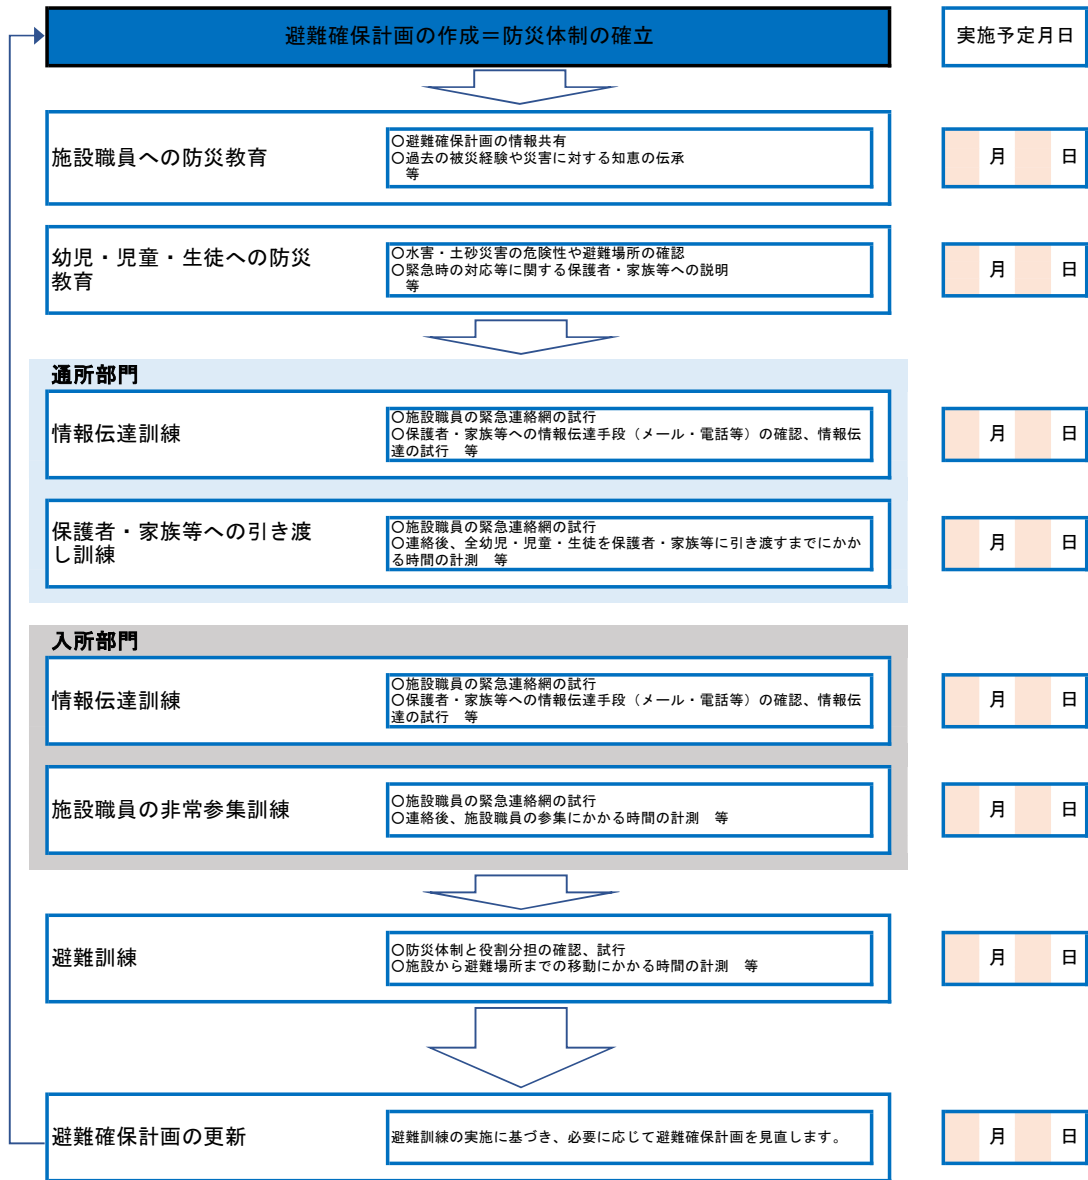 避難確保計画の作成＝防災体制の確立
実施予定月日
施設職員への防災教育
〇避難確保計画の情報共有
〇過去の被災経験や災害に対する知恵の伝承
等
月 日
幼児・児童・生徒への防災
教育
〇水害・土砂災害の危険性や避難場所の確認
〇緊急時の対応等に関する保護者・家族等への説明
等
月 日
通所部門
情報伝達訓練
〇施設職員の緊急連絡網の試行
〇保護者・家族等への情報伝達手段（メール・電話等）の確認、情報伝
達の試行 等
月 日
保護者・家族等への引き渡
し訓練
〇施設職員の緊急連絡網の試行
〇連絡後、全幼児・児童・生徒を保護者・家族等に引き渡すまでにかか
る時間の計測 等
月 日
入所部門
情報伝達訓練
〇施設職員の緊急連絡網の試行
〇保護者・家族等への情報伝達手段（メール・電話等）の確認、情報伝
達の試行 等
月 日
施設職員の非常参集訓練
〇施設職員の緊急連絡網の試行
〇連絡後、施設職員の参集にかかる時間の計測 等
月 日
避難訓練
〇防災体制と役割分担の確認、試行
〇施設から避難場所までの移動にかかる時間の計測 等
月 日
避難確保計画の更新
避難訓練の実施に基づき、必要に応じて避難確保計画を見直します。
月 日